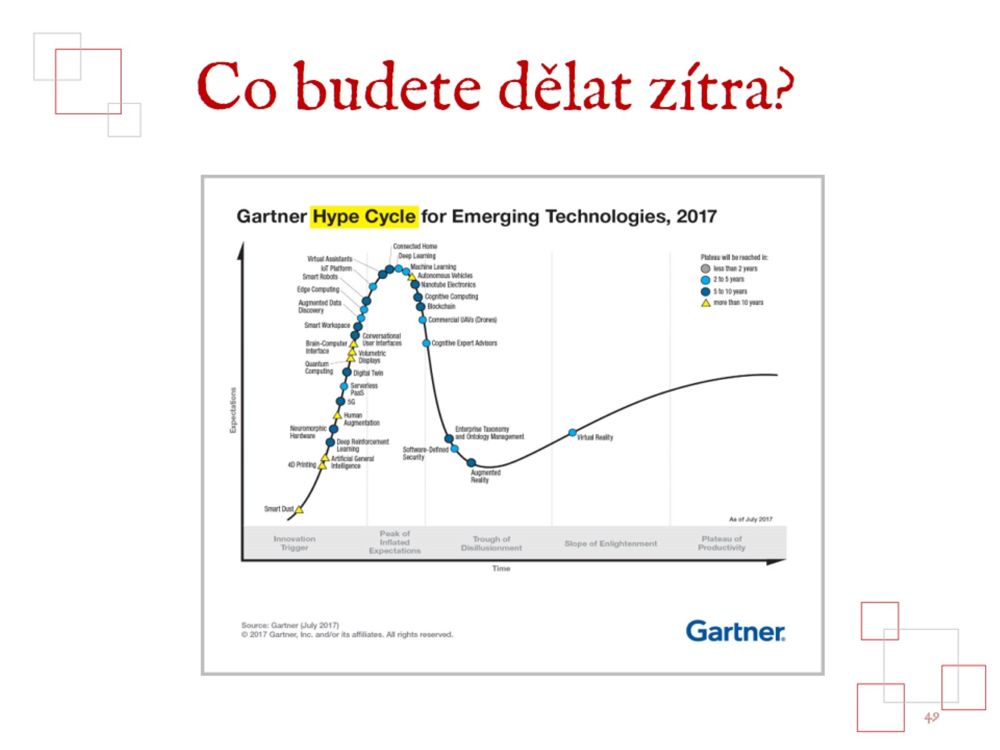 Co budete dělat zítra?
Gartner Hype Cycle for Emerging Technologies, 2017
Connected Home
Deep Learning
Virtual Assistants
Machine Learning
IoT Platform
Autonomous Vehicles
Smart Robots
Nanotube Electronics
Edge Computing
Cognitive Computing
Augmented Data
Discovery
Blockchain
Commercial UAVs (Drones)
Smart Workspace
Conversational
User Interfaces
Brain-Computer
Interface
Cognitive Expert Advisors
Volumetric
Displays
Quantum
Computing
Digital Twin
Serverless
PaaS
5G
Human
Augmentation
Neuromorphic
Hardware
Deep Reinforcement
Learning
Artificial General
Intelligence
4D Printing
Smart Dust
Enterprise Taxonomy
and Ontology Management
Software-Defined
Security
Augmented
Reality
Virtual Reality
Plateau will be reached in:
less than 2 years
2 to 5 years
5 to 10 years
more than 10 years
As of July 2017
Expectations
Innovation
Trigger
Peak of
Inflated
Expectations
Trough of
Disillusionment
Slope of Enlightenment
Plateau of
Productivity
Time
Source: Gartner (July 2017)
© 2017 Gartner, Inc. and/or its affiliates. All rights reserved.
Gartner®
49